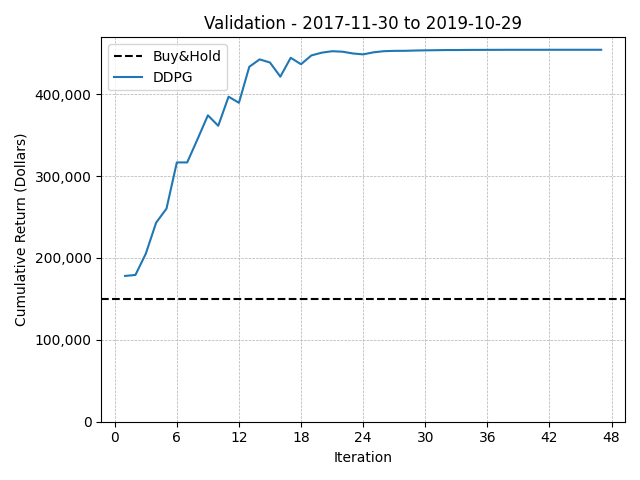 Validation - 2017-11-30 to 2019-10-29
Buy&Hold
DDPG
Cumulative Return (Dollars)
400,000
300,000
200,000
100,000
0
0 6 12 18 24 30 36 42 48
Iteration